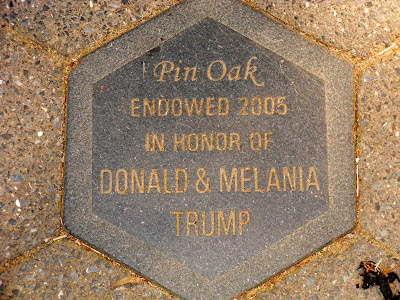 Pin Oak
ENDOWED 2005
IN HONOR OF
DONALD & MELANIA
TRUMP